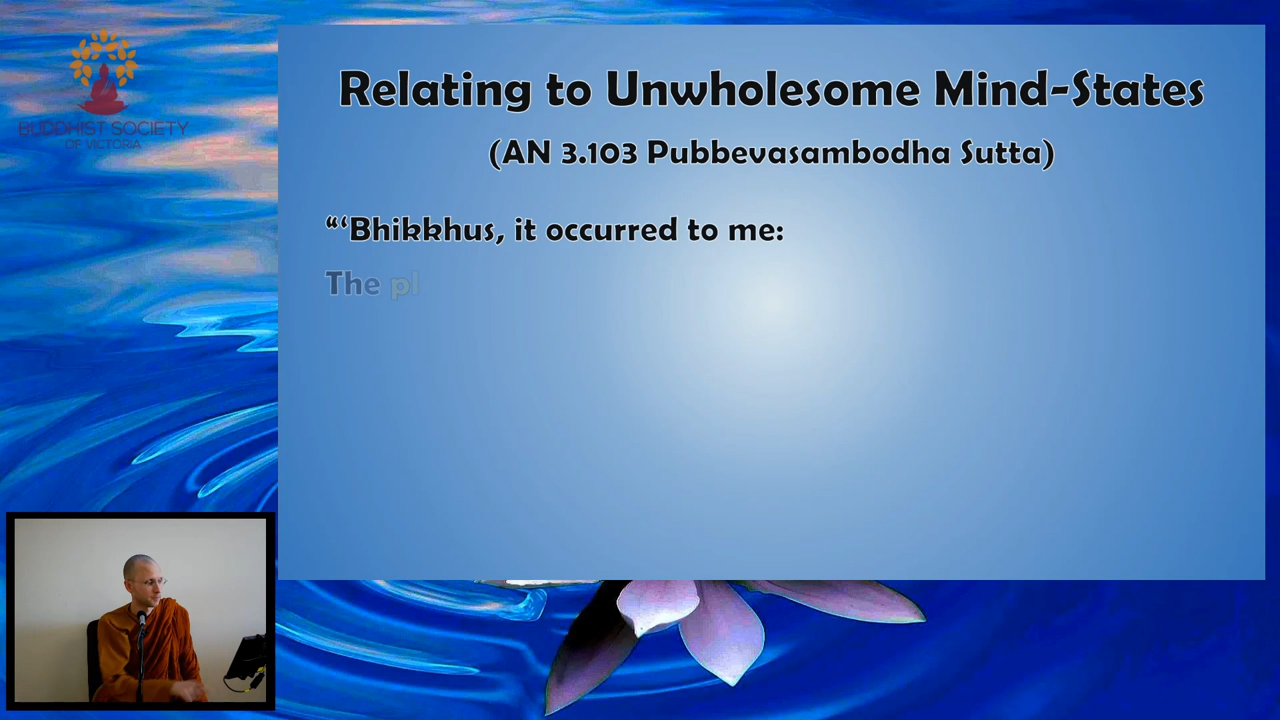 BUDDHIST SOCIETY
OF VICTORIA
Relating to Unwholesome Mind-States
(AN 3.103 Pubbevasambodha Sutta)
“‘Bhikkhus, it occurred to me:
The pl